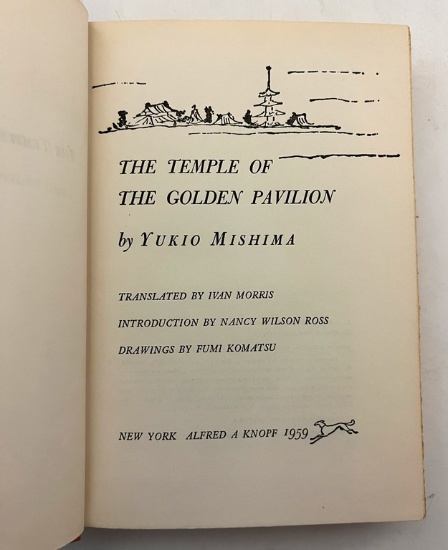 THE TEMPLE OF
THE GOLDEN PAVILION
by YUKIO MISHIMA
TRANSLATED BY IVAN MORRIS
INTRODUCTION BY NANCY WILSON ROSS
DRAWINGS BY FUMI KOMATSU
NEW YORK ALFRED A KNOPF 1959